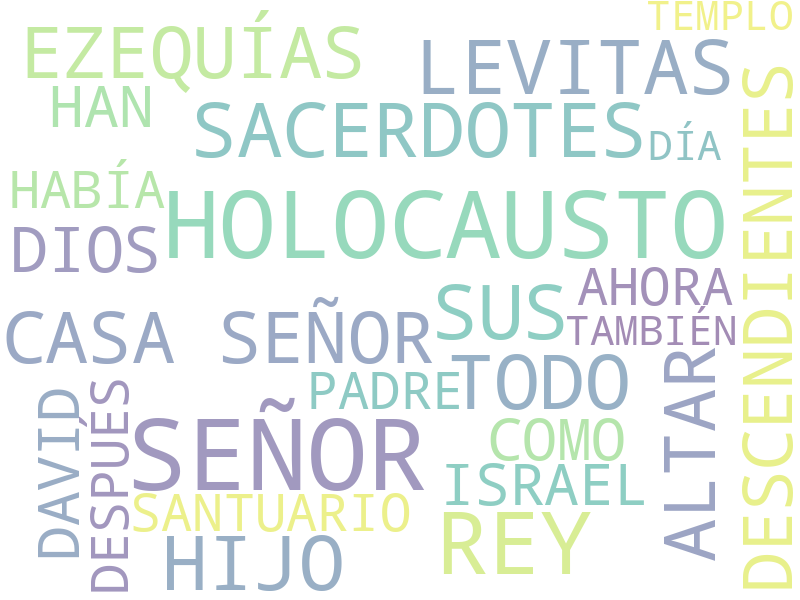 TEMPLO
EZEQUÍAS
LEVITAS
HAN
SACERDOTES
DÍA
DESCENDIENTES
HABÍA
HOLOCAUSTO
DIOS
AHORA
SUS
TAMBIÉN
CASA SEÑOR
TODO
ALTAR
PADRE
DAVID
DESPUÉS
SEÑOR
COMO
ISRAEL
SANTUARIO
REY
HIJO